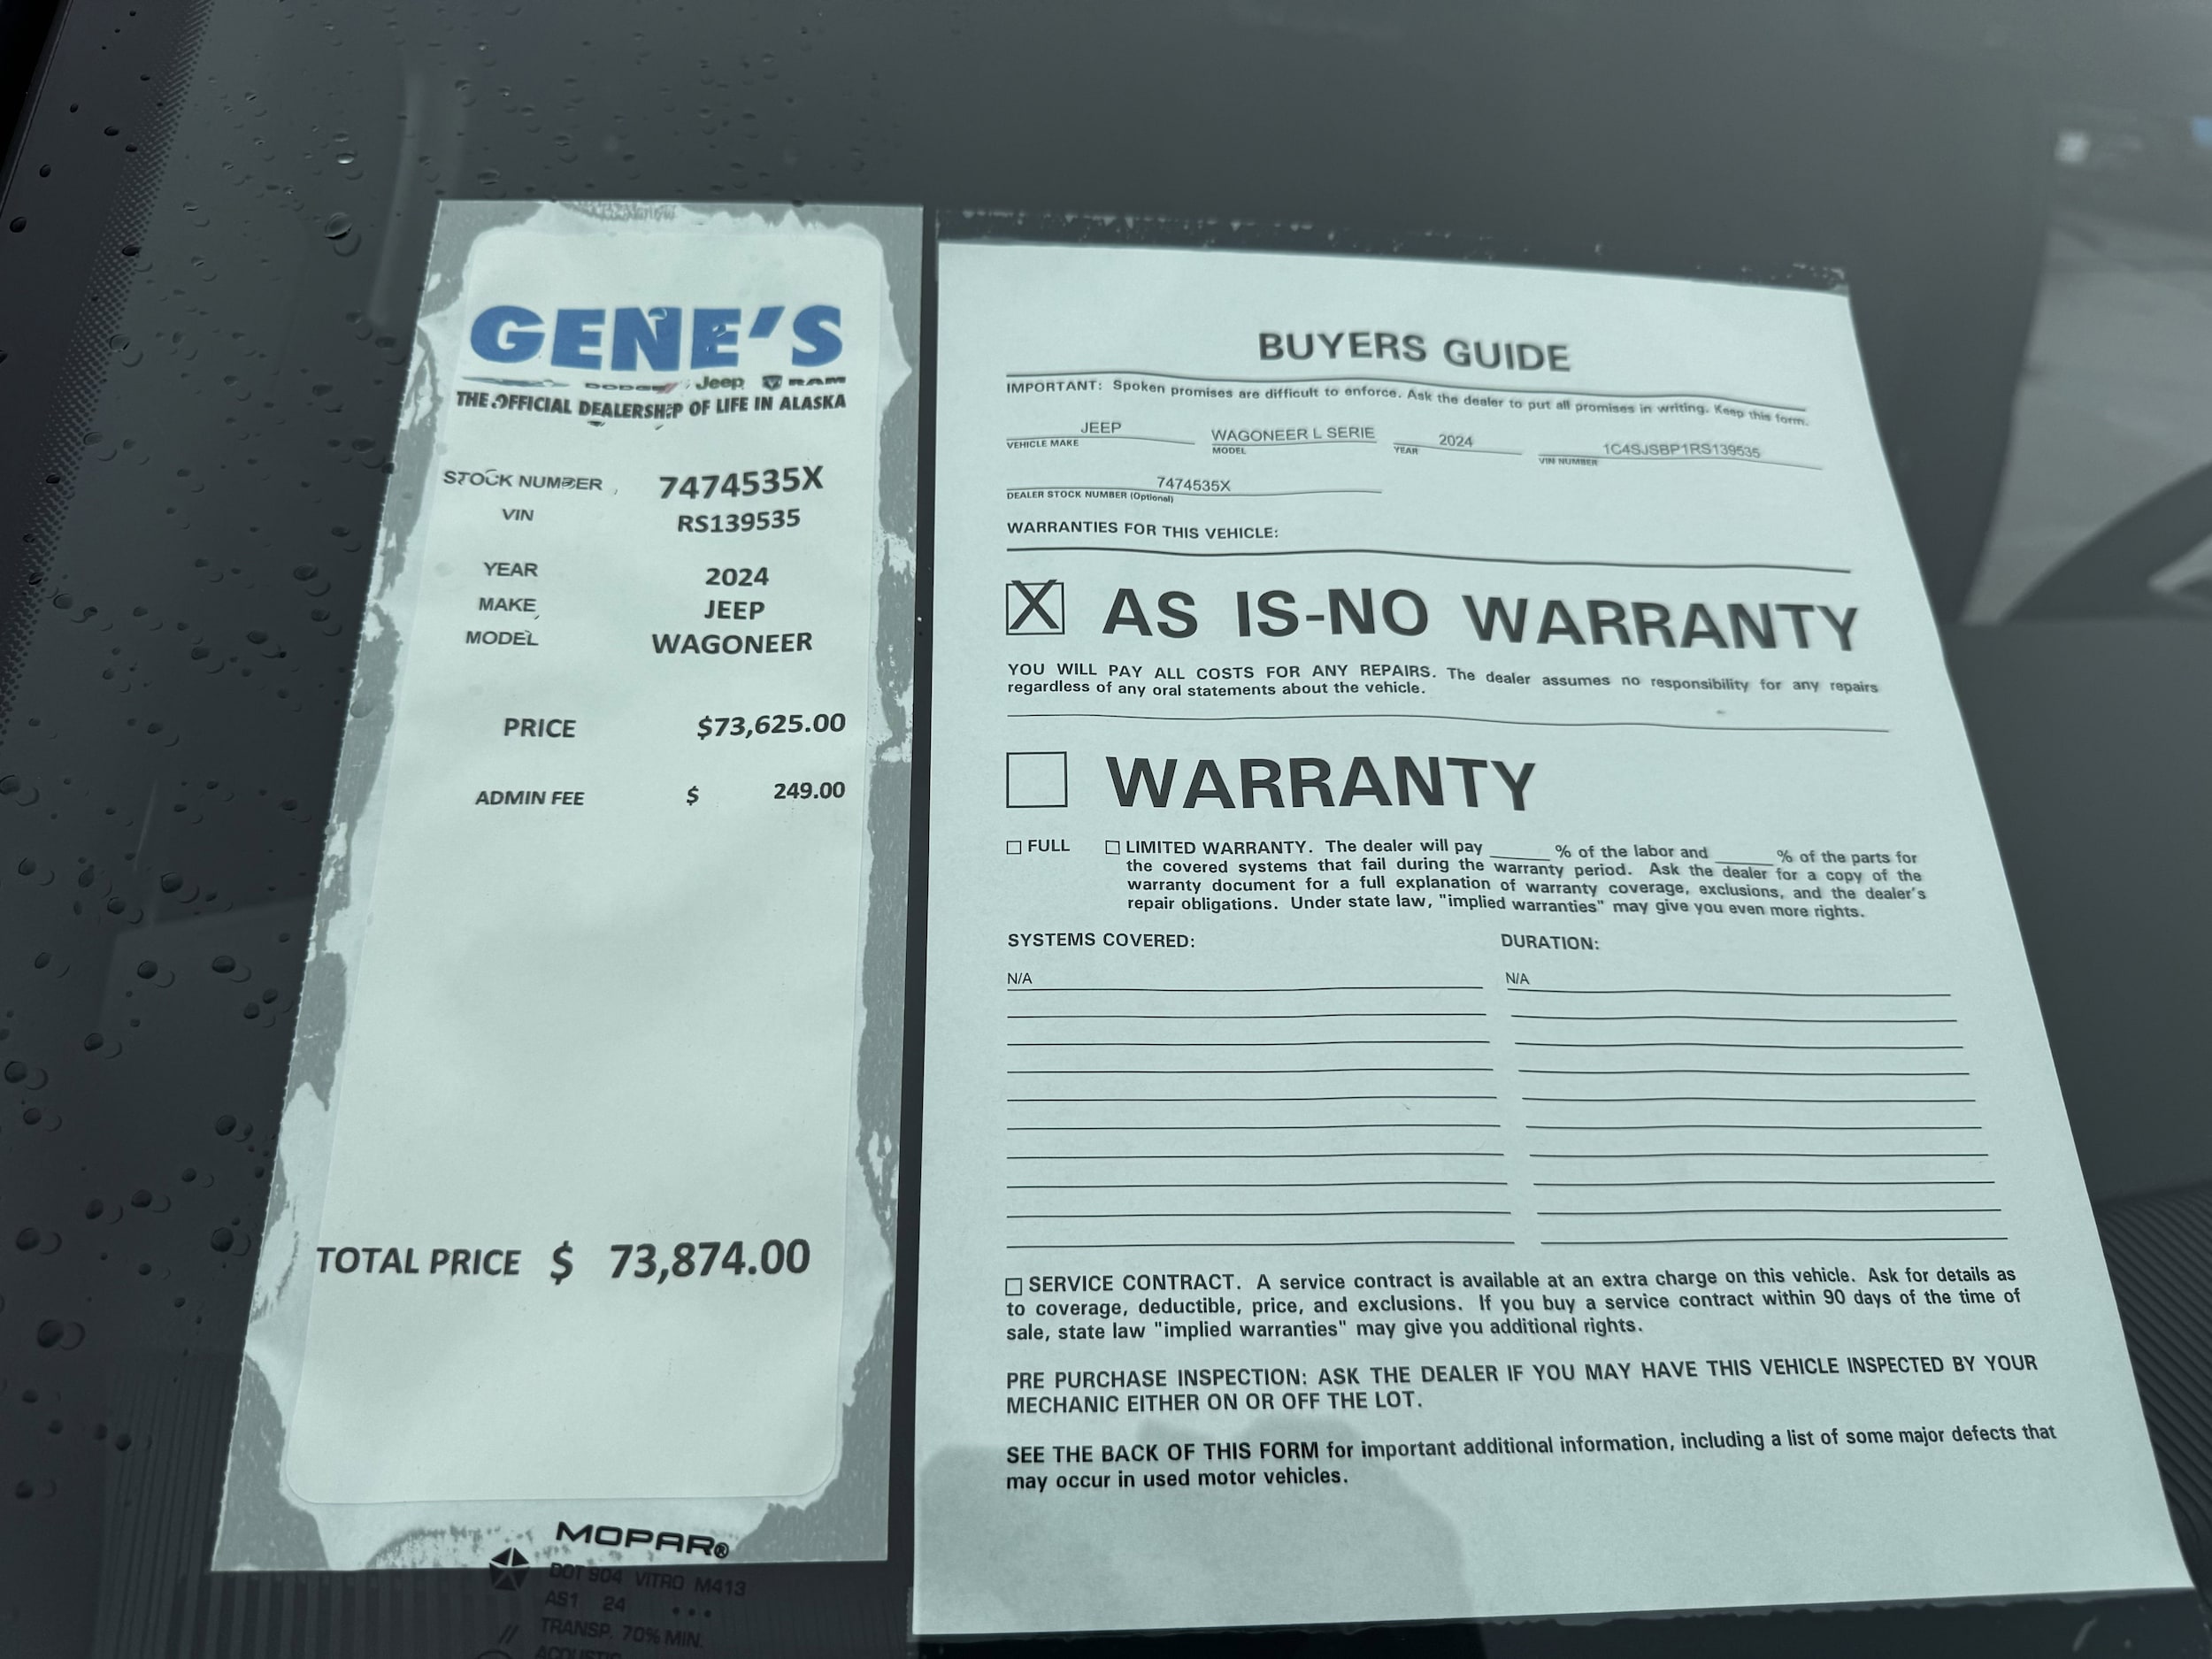 GENE'S
DODGE Jeep RAM
THE OFFICIAL DEALERSHIP OF LIFE IN ALASKA
STOCK NUMBER 7474535X
VIN RS139535
YEAR 2024
MAKE JEEP
MODEL WAGONEER
PRICE $73,625.00
ADMIN FEE $ 249.00
TOTAL PRICE $ 73,874.00
MOPAR®
DOT 904 VITRO M413
AS1 24 •••
TRANSP. 70% MIN.
BUYERS GUIDE
IMPORTANT: Spoken promises are difficult to enforce. Ask the dealer to put all promises in writing. Keep this form.
JEEP WAGONEER L SERIE 2024 1C4SJSBP1RS139535
VEHICLE MAKE MODEL YEAR VIN NUMBER
7474535X
DEALER STOCK NUMBER (Optional)
WARRANTIES FOR THIS VEHICLE:
X AS IS-NO WARRANTY
YOU WILL PAY ALL COSTS FOR ANY REPAIRS. The dealer assumes no responsibility for any repairs
regardless of any oral statements about the vehicle.
WARRANTY
FULL LIMITED WARRANTY. The dealer will pay ______% of the labor and ______% of the parts for
the covered systems that fail during the warranty period. Ask the dealer for a copy of the
warranty document for a full explanation of warranty coverage, exclusions, and the dealer's
repair obligations. Under state law, "implied warranties" may give you even more rights.
SYSTEMS COVERED: DURATION:
N/A N/A
SERVICE CONTRACT. A service contract is available at an extra charge on this vehicle. Ask for details as
to coverage, deductible, price, and exclusions. If you buy a service contract within 90 days of the time of
sale, state law "implied warranties" may give you additional rights.
PRE PURCHASE INSPECTION: ASK THE DEALER IF YOU MAY HAVE THIS VEHICLE INSPECTED BY YOUR
MECHANIC EITHER ON OR OFF THE LOT.
SEE THE BACK OF THIS FORM for important additional information, including a list of some major defects that
may occur in used motor vehicles.